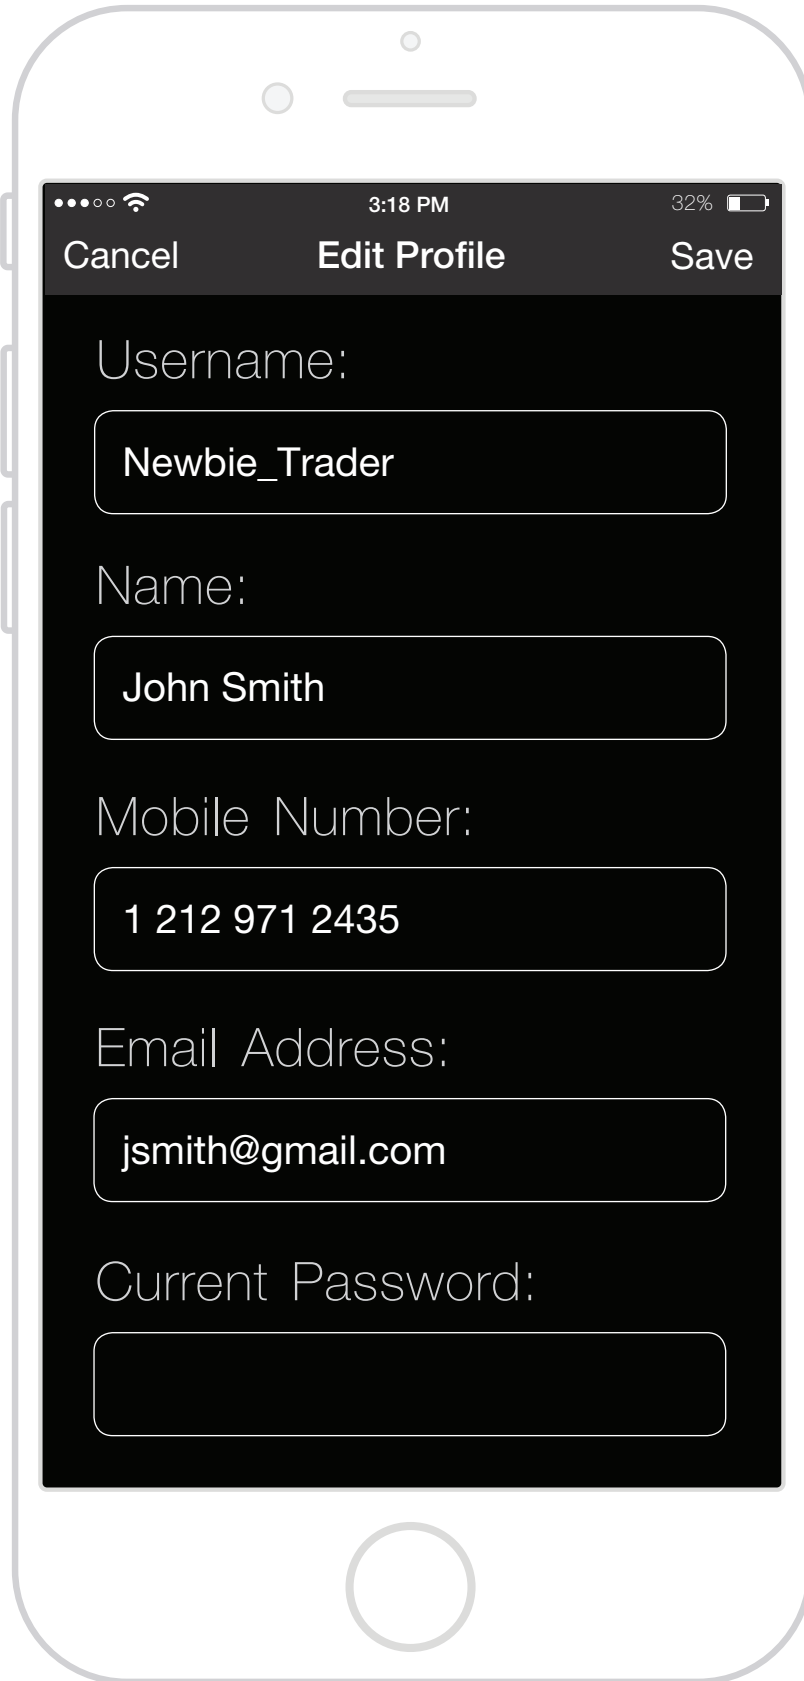 3:18 PM 32%
Cancel Edit Profile Save
Username:
Newbie_Trader
Name:
John Smith
Mobile Number:
1 212 971 2435
Email Address:
jsmith@gmail.com
Current Password: